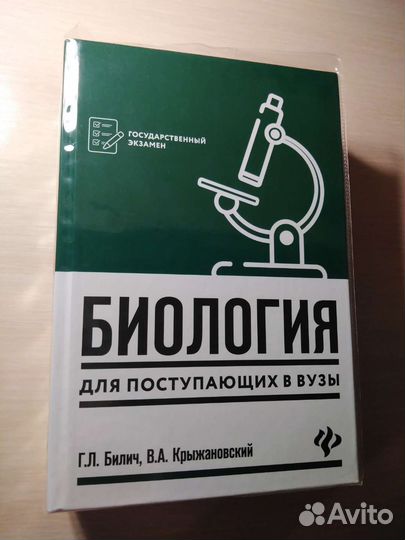 ГОСУДАРСТВЕННЫЙ
ЭКЗАМЕН
БИОЛОГИЯ
ДЛЯ ПОСТУПАЮЩИХ В ВУЗЫ
Г.Л. Билич, В.А. Крыжановский
Avito